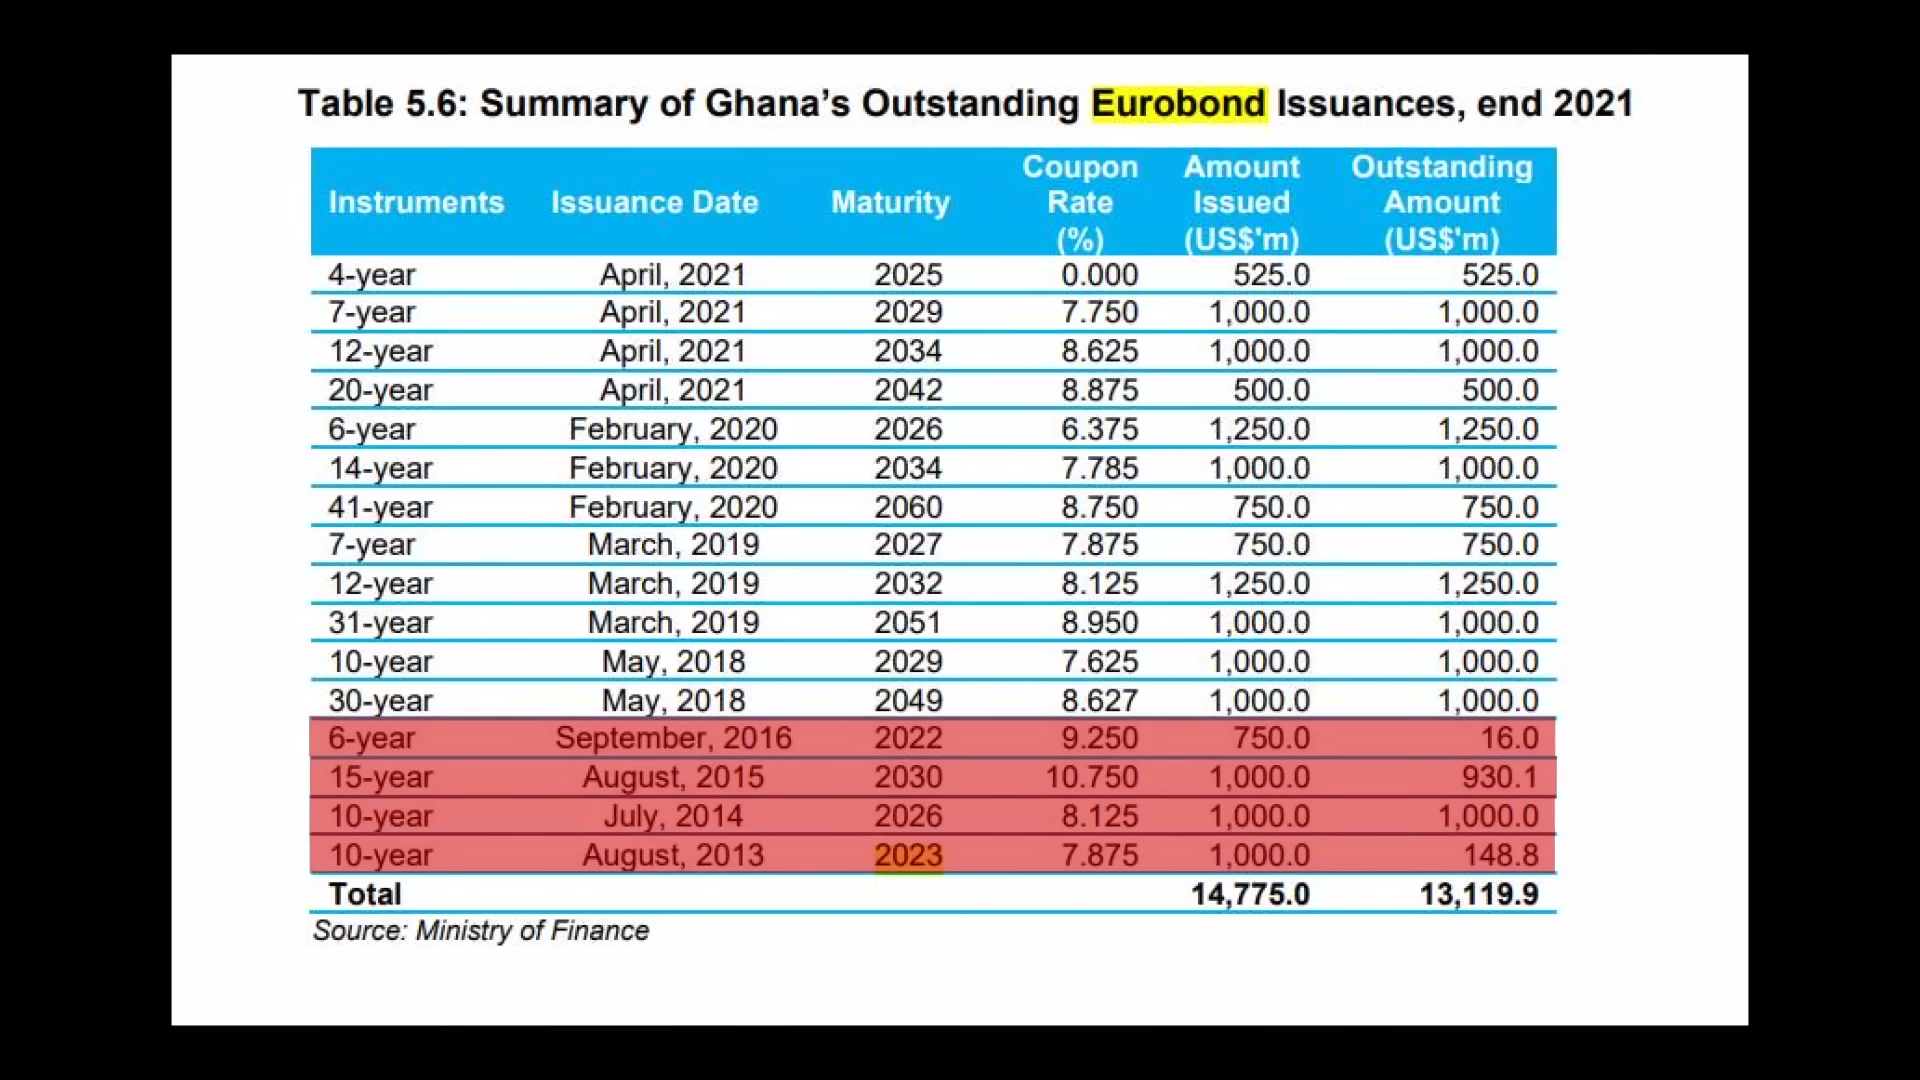 Table 5.6: Summary of Ghana's Outstanding Eurobond Issuances, end 2021
Instruments Issuance Date Maturity Coupon Rate (%) Amount Issued (US$'m) Outstanding Amount (US$'m)
4-year April, 2021 2025 0.000 525.0 525.0
7-year April, 2021 2029 7.750 1,000.0 1,000.0
12-year April, 2021 2034 8.625 1,000.0 1,000.0
20-year April, 2021 2042 8.875 500.0 500.0
6-year February, 2020 2026 6.375 1,250.0 1,250.0
14-year February, 2020 2034 7.785 1,000.0 1,000.0
41-year February, 2020 2060 8.750 750.0 750.0
7-year March, 2019 2027 7.875 750.0 750.0
12-year March, 2019 2032 8.125 1,250.0 1,250.0
31-year March, 2019 2051 8.950 1,000.0 1,000.0
10-year May, 2018 2029 7.625 1,000.0 1,000.0
30-year May, 2018 2049 8.627 1,000.0 1,000.0
6-year September, 2016 2022 9.250 750.0 16.0
15-year August, 2015 2030 10.750 1,000.0 930.1
10-year July, 2014 2026 8.125 1,000.0 1,000.0
10-year August, 2013 2023 7.875 1,000.0 148.8
Total 14,775.0 13,119.9
Source: Ministry of Finance